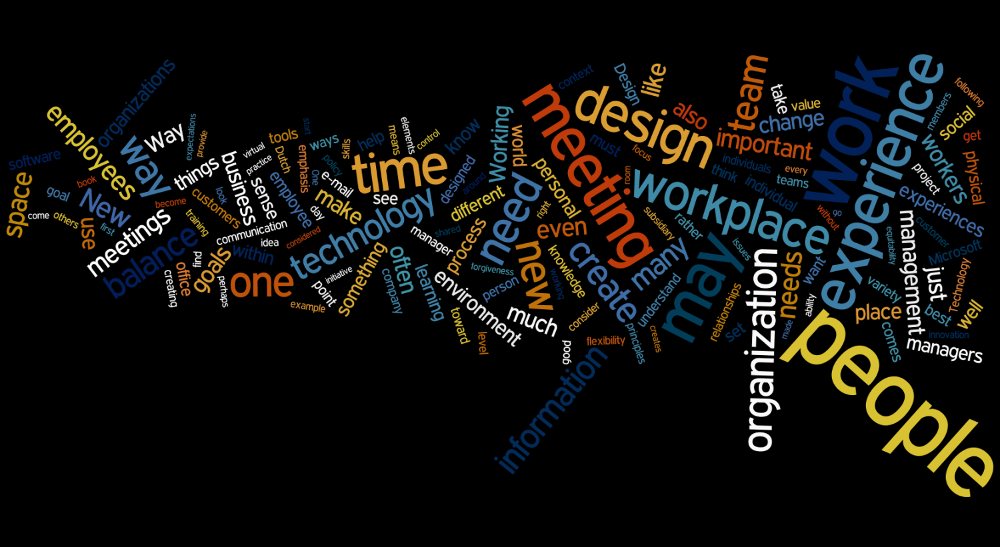 organizations
employees
way
Way
software
space
goal
book
New
become
come
others
first
use
meetings
balance
things
expectations
provide
virtual
practice
business
sense
customers
look
training
communication
idea
within
find
office
goals
creating
perhaps
one
tools
Dutch
emphasis
employee
start
ways
policy
One
e-mail
skills
help
means
elements
control
know
time
see
make
day
considered
technology
designed
around
initiative
point
example
something
often
company
learning
manager
shared
different
process
forgiveness
person
environment
toward
level
much
Working
world
personal
right
need
new
even
knowledge
working
consider
good
information
context
meeting
design
Design
like
must
focus
room
workplace
subsidiary
rather
create
many
understand
principles
creates
flexibility
may
also
team
important
individuals
think
individual
every
teams
issues
relationships
set
organization
needs
take
value
change
work
experience
without
go
want
ability
made
people
following
members
social
get
workers
physical
project
experiences
management
equitability
customer
Microsoft
just
Technology
variety
place
best
well
comes
innovation
managers